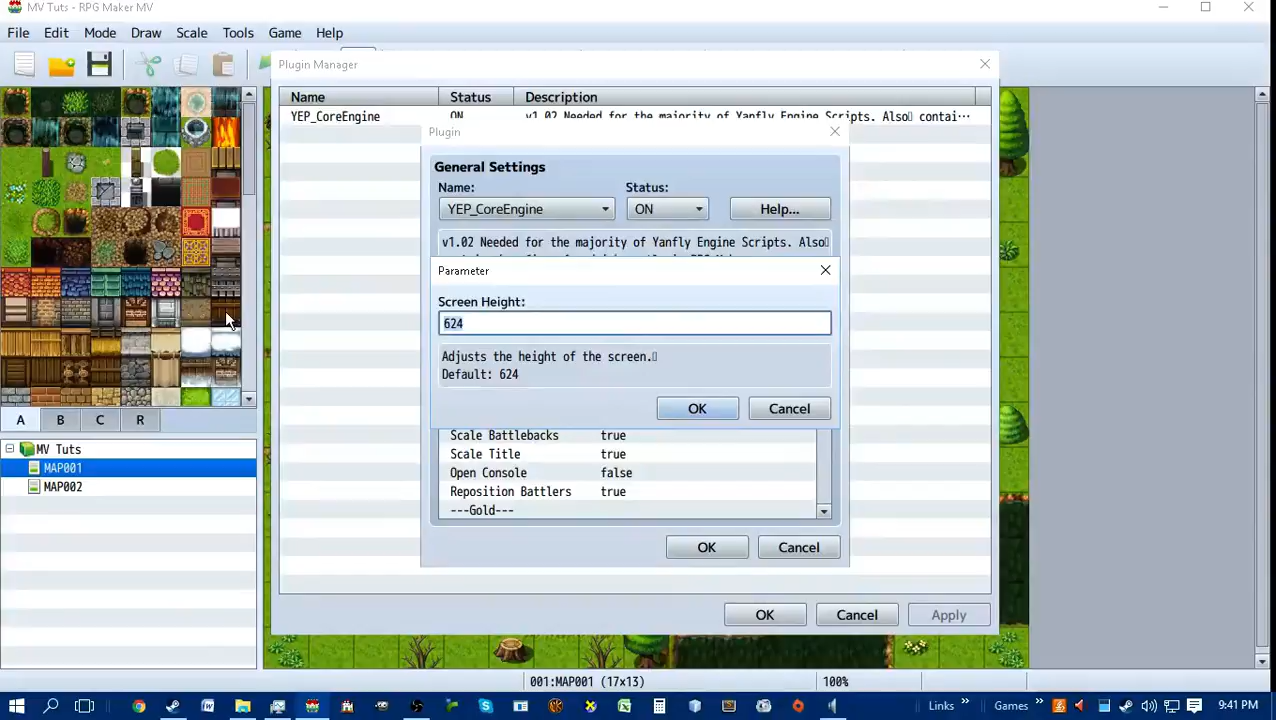 MV Tuts - RPG Maker MV
File Edit Mode Draw Scale Tools Game Help
Plugin Manager
Name Status Description
YEP_CoreEngine ON v1.02 Needed for the majority of Yanfly Engine Scripts. Also contai…
Plugin
General Settings
Name: Status:
YEP_CoreEngine ON Help...
v1.02 Needed for the majority of Yanfly Engine Scripts. Also
Parameter
Screen Height:
624
Adjusts the height of the screen.
Default: 624
OK Cancel
Scale Battlebacks true
Scale Title true
Open Console false
Reposition Battlers true
---Gold---
OK Cancel
OK Cancel Apply
A B C R
MV Tuts
MAP001
MAP002
001:MAP001 (17x13) 100%
Links » Games » 9:41 PM